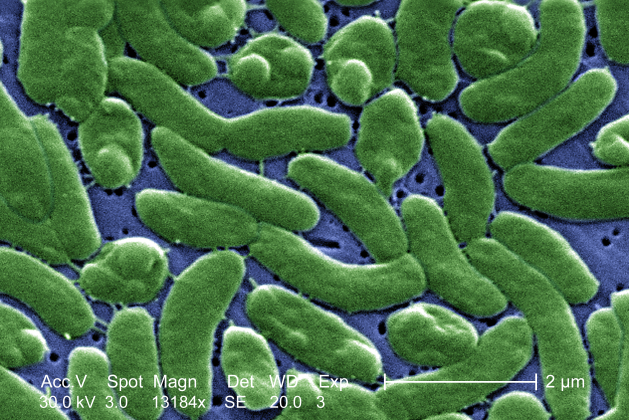 Acc.V Spot Magn Det WD Exp 2 µm
30.0 kV 3.0 13184x SE 20.0 3